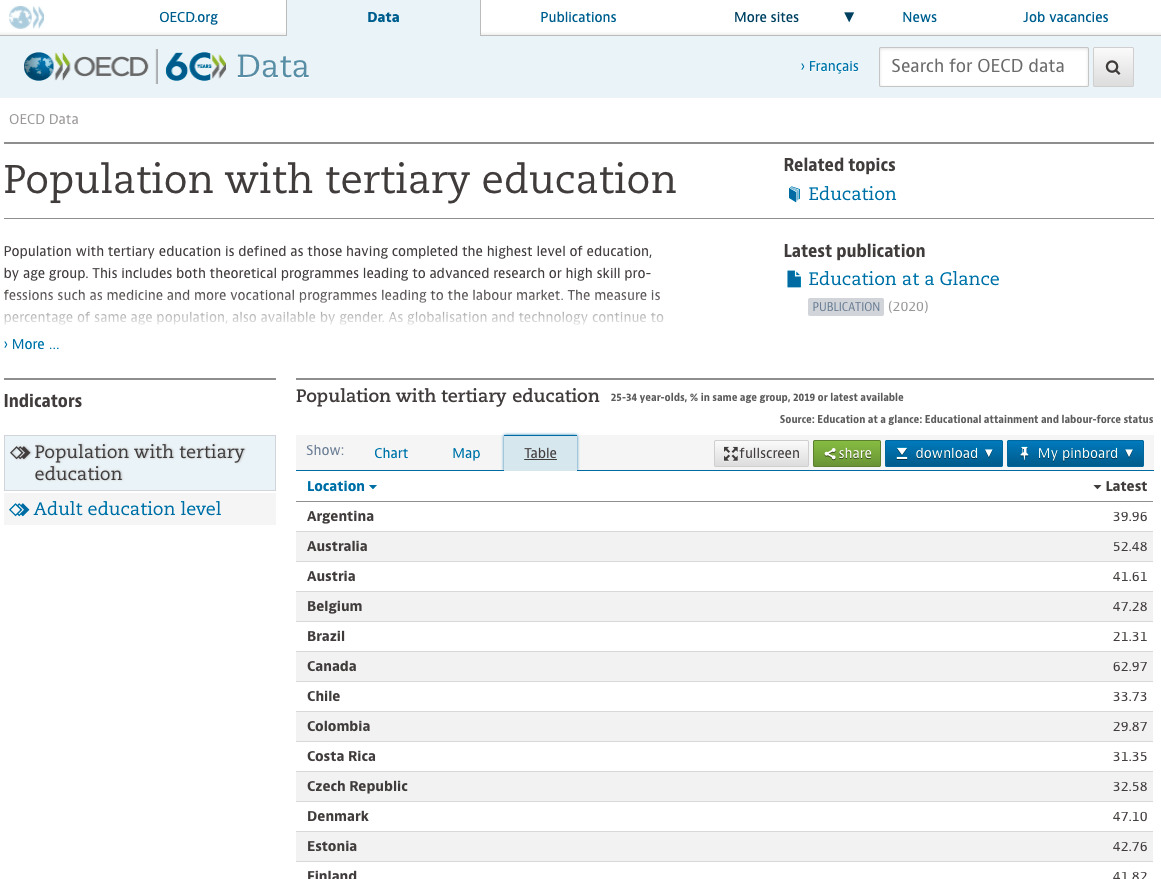 OECD.org
Data
Publications
More sites ▼
News
Job vacancies
OECD 60 YEARS Data
› Français
Search for OECD data
OECD Data
Population with tertiary education
Related topics
Education
Population with tertiary education is defined as those having completed the highest level of education,
by age group. This includes both theoretical programmes leading to advanced research or high skill pro-
fessions such as medicine and more vocational programmes leading to the labour market. The measure is
percentage of same age population, also available by gender. As globalisation and technology continue to
› More ...
Latest publication
Education at a Glance
PUBLICATION (2020)
Indicators
Population with tertiary
education
Adult education level
Population with tertiary education 25-34 year-olds, % in same age group, 2019 or latest available
Source: Education at a glance: Educational attainment and labour-force status
Show: Chart Map Table fullscreen share download ▼ My pinboard ▼
Location Latest
Argentina 39.96
Australia 52.48
Austria 41.61
Belgium 47.28
Brazil 21.31
Canada 62.97
Chile 33.73
Colombia 29.87
Costa Rica 31.35
Czech Republic 32.58
Denmark 47.10
Estonia 42.76
Finland 41.82